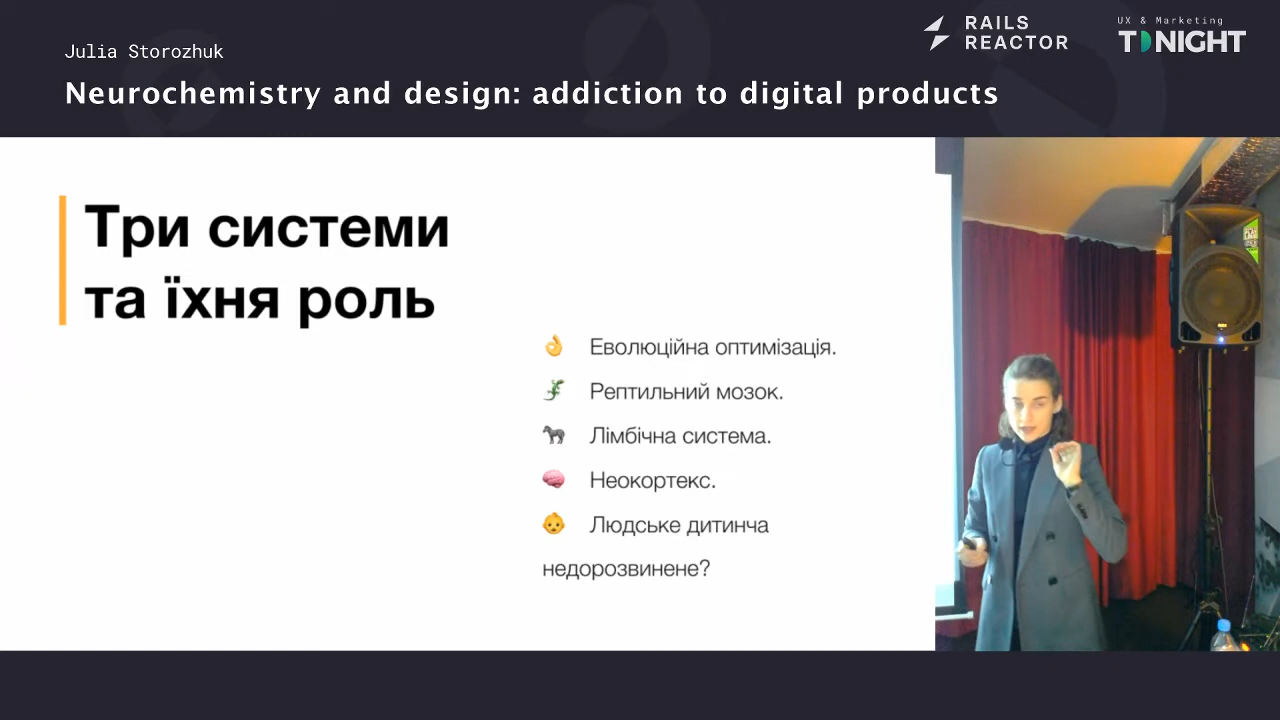 Julia Storozhuk
Neurochemistry and design: addiction to digital products
RAILS
REACTOR
UX & Marketing
TONIGHT
Три системи
та їхня роль
Еволюційна оптимізація.
Рептильний мозок.
Лімбічна система.
Неокортекс.
Людське дитинча
недорозвинене?